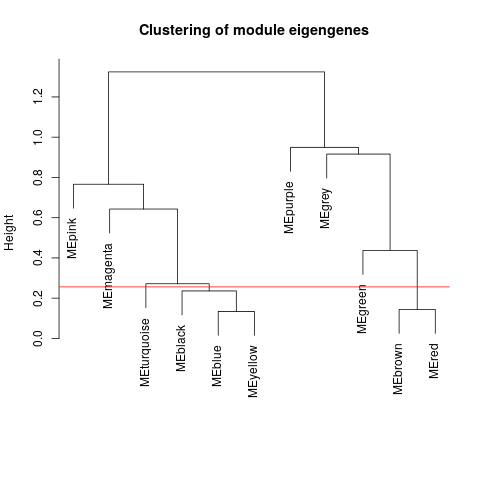 Clustering of module eigengenes
Height
1.2
1.0
0.8
0.6
0.4
0.2
0.0
MEpink
MEmagenta
MEturquoise
MEblack
MEblue
MEyellow
MEpurple
MEgrey
MEgreen
MEbrown
MEred